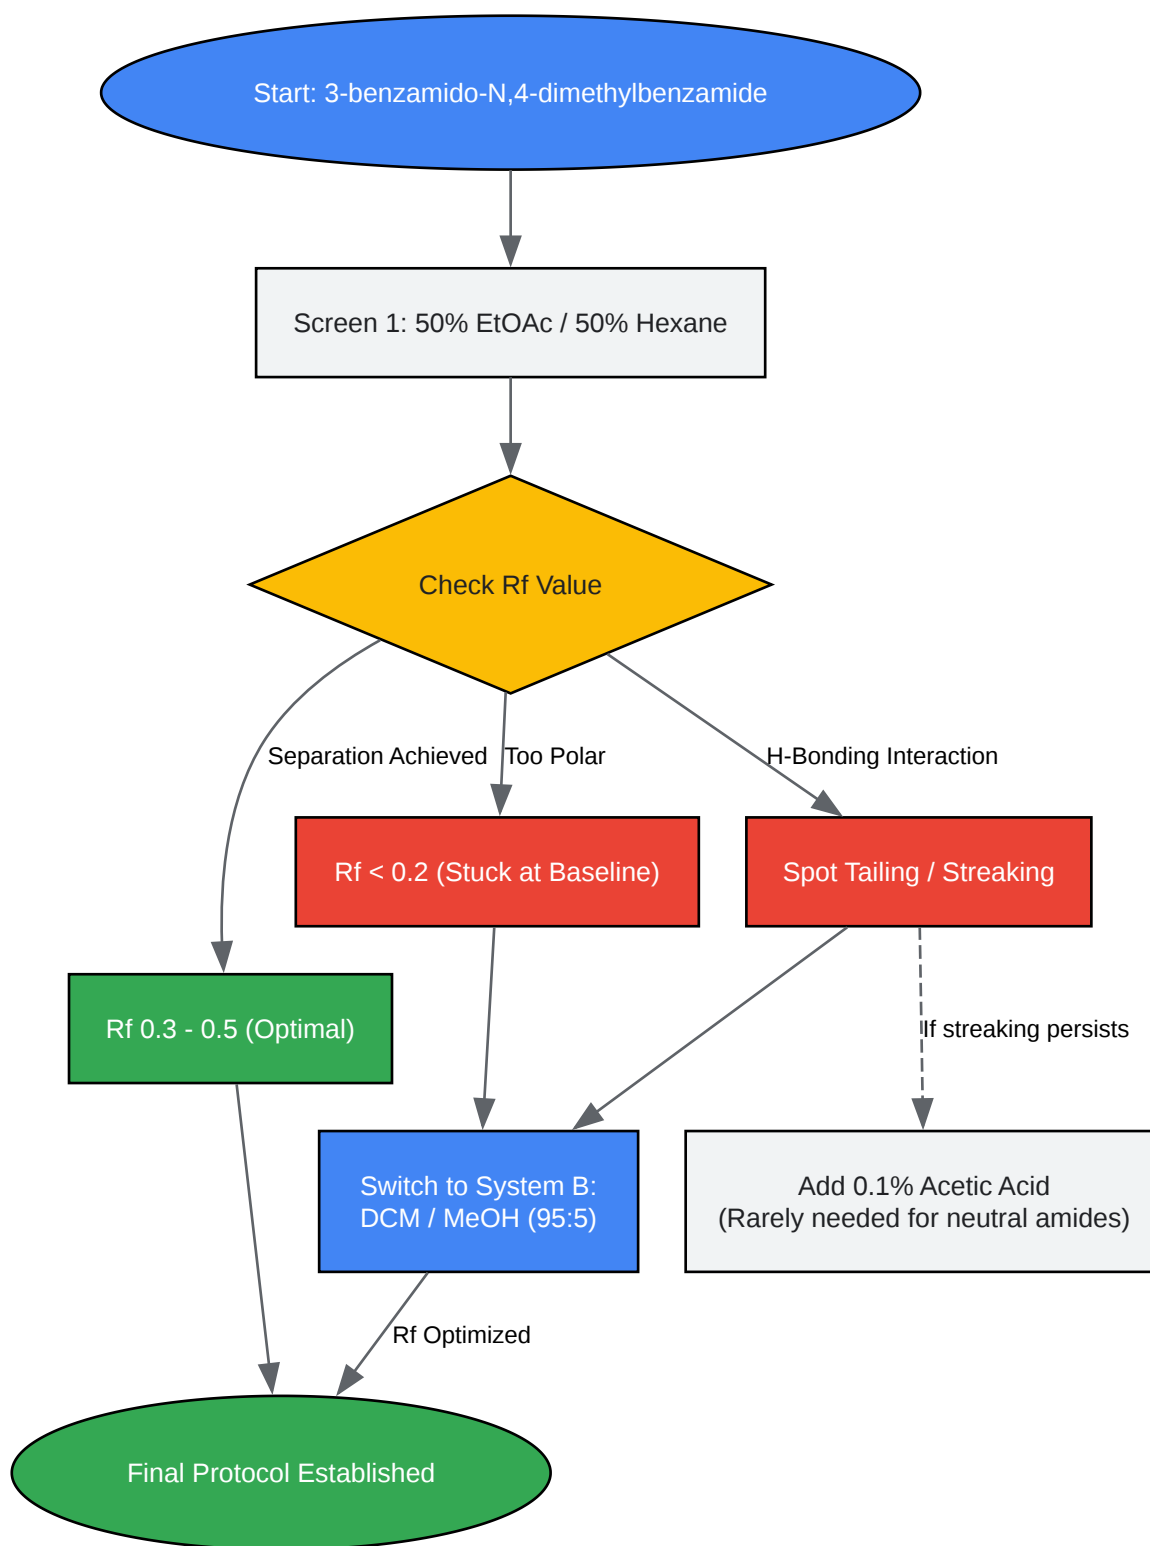 Start: 3-benzamido-N,4-dimethylbenzamide
Screen 1: 50% EtOAc / 50% Hexane
Check Rf Value
Separation Achieved
Too Polar
H-Bonding Interaction
Rf < 0.2 (Stuck at Baseline)
Spot Tailing / Streaking
Rf 0.3 - 0.5 (Optimal)
If streaking persists
Switch to System B:
DCM / MeOH (95:5)
Add 0.1% Acetic Acid
(Rarely needed for neutral amides)
Rf Optimized
Final Protocol Established